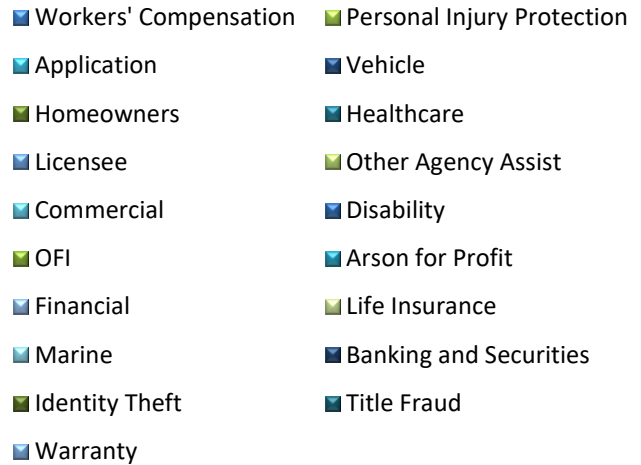 Workers' Compensation Personal Injury Protection
Application Vehicle
Homeowners Healthcare
Licensee Other Agency Assist
Commercial Disability
OFI Arson for Profit
Financial Life Insurance
Marine Banking and Securities
Identity Theft Title Fraud
Warranty